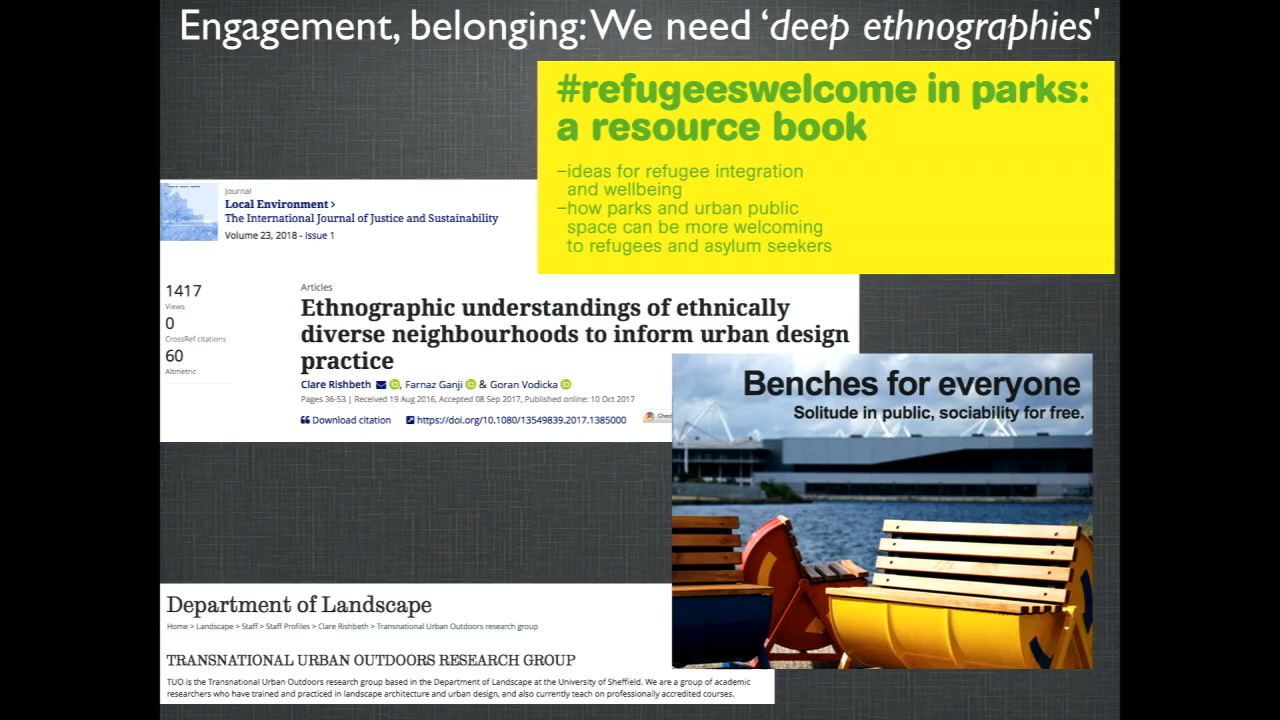 Engagement, belonging: We need ‘deep ethnographies'
#refugeeswelcome in parks:
a resource book
–ideas for refugee integration
and wellbeing
–how parks and urban public
space can be more welcoming
to refugees and asylum seekers
Journal
Local Environment >
The International Journal of Justice and Sustainability
Volume 23, 2018 - Issue 1
1417
Views
0
CrossRef citations
60
Altmetric
Articles
Ethnographic understandings of ethnically
diverse neighbourhoods to inform urban design
practice
Clare Rishbeth, Farnaz Ganji & Goran Vodicka
Pages 36-53 | Received 19 Aug 2016, Accepted 08 Sep 2017, Published online: 10 Oct 2017
Download citation https://doi.org/10.1080/13549839.2017.1385000
Benches for everyone
Solitude in public, sociability for free.
Department of Landscape
Home > Landscape > Staff > Staff Profiles > Clare Rishbeth > Transnational Urban Outdoors research group
TRANSNATIONAL URBAN OUTDOORS RESEARCH GROUP
TUO is the Transnational Urban Outdoors research group based in the Department of Landscape at the University of Sheffield. We are a group of academic
researchers who have trained and practiced in landscape architecture and urban design, and also currently teach on professionally accredited courses.